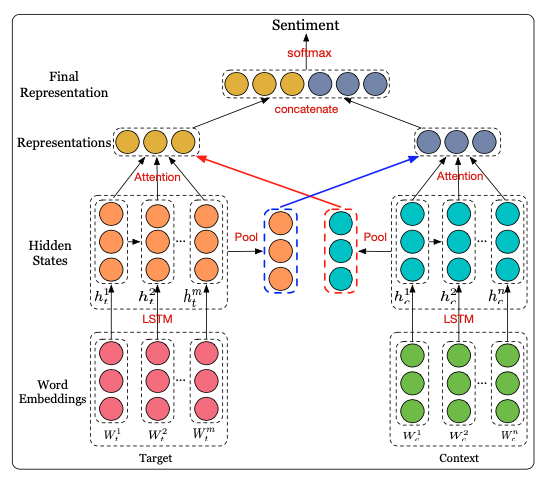 Sentiment
softmax
Final
Representation
concatenate
Representations
Attention
Attention
Hidden
States
Pool
Pool
h_t^1 h_t^2 h_t^m
h_c^1 h_c^2 h_c^n
LSTM
LSTM
Word
Embeddings
...
...
...
...
W_t^1 W_t^2 W_t^m
W_c^1 W_c^2 W_c^n
Target
Context